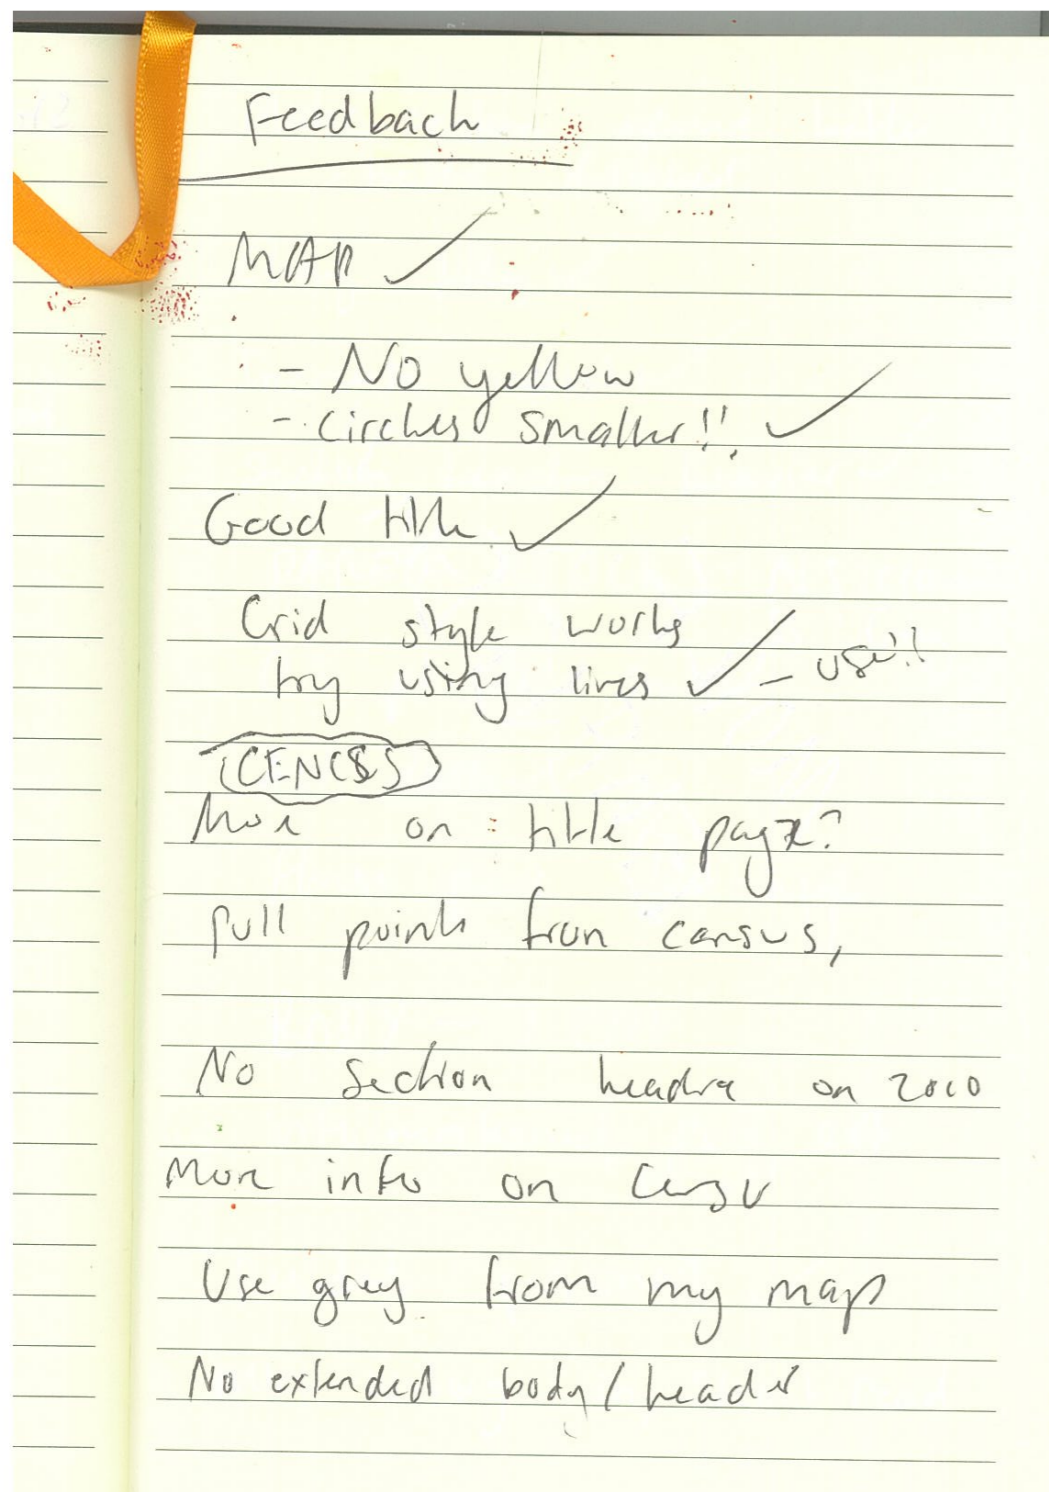 Feedback
MAP ✓
- No yellow
- Circles smaller!! ✓
Good title ✓
Grid style works
try using lines ✓ - use!!
CENC$S
More on title page?
Pull points from census,
No section header on 2010
More info on Censu
Use grey from my map
No extended body/header